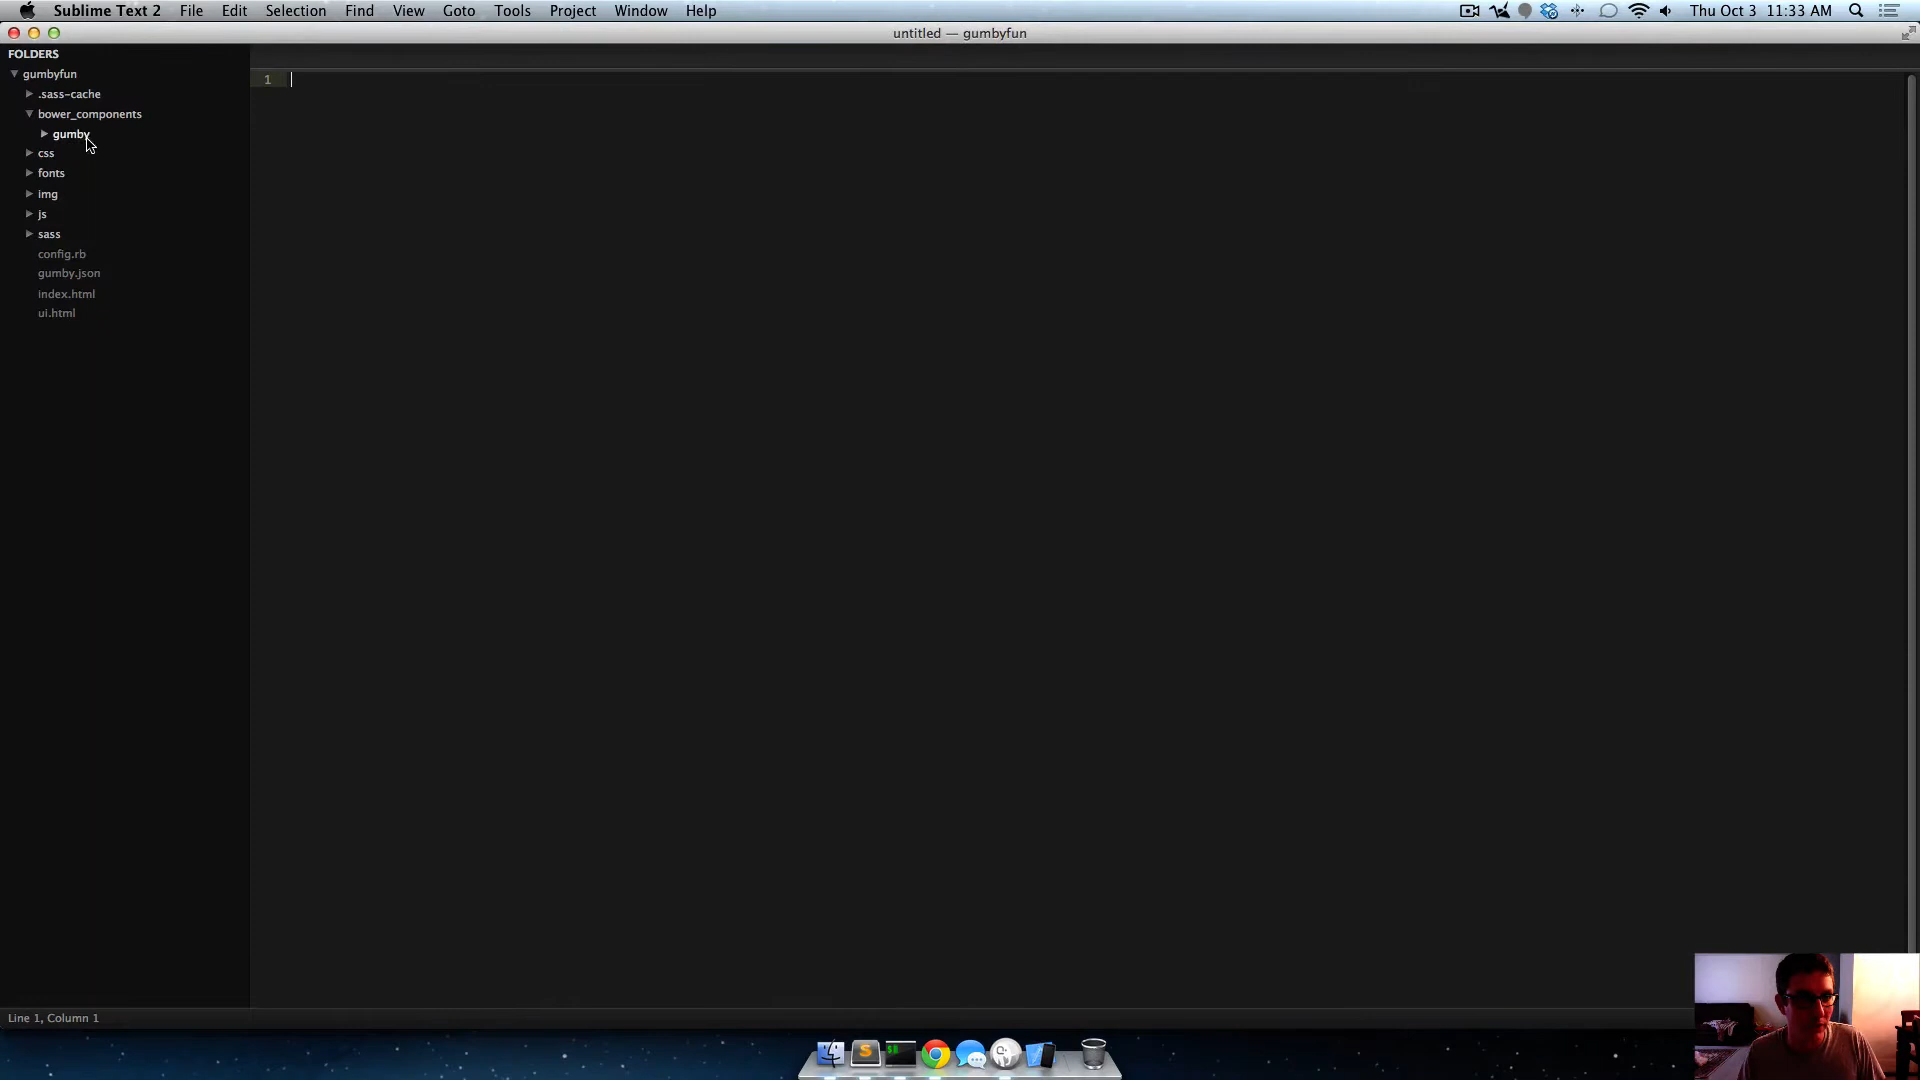 Sublime Text 2 File Edit Selection Find View Goto Tools Project Window Help Thu Oct 3 11:33 AM
untitled — gumbyfun
FOLDERS
gumbyfun
.sass-cache
bower_components
gumby
css
fonts
img
js
sass
config.rb
gumby.json
index.html
ui.html
1
Line 1, Column 1